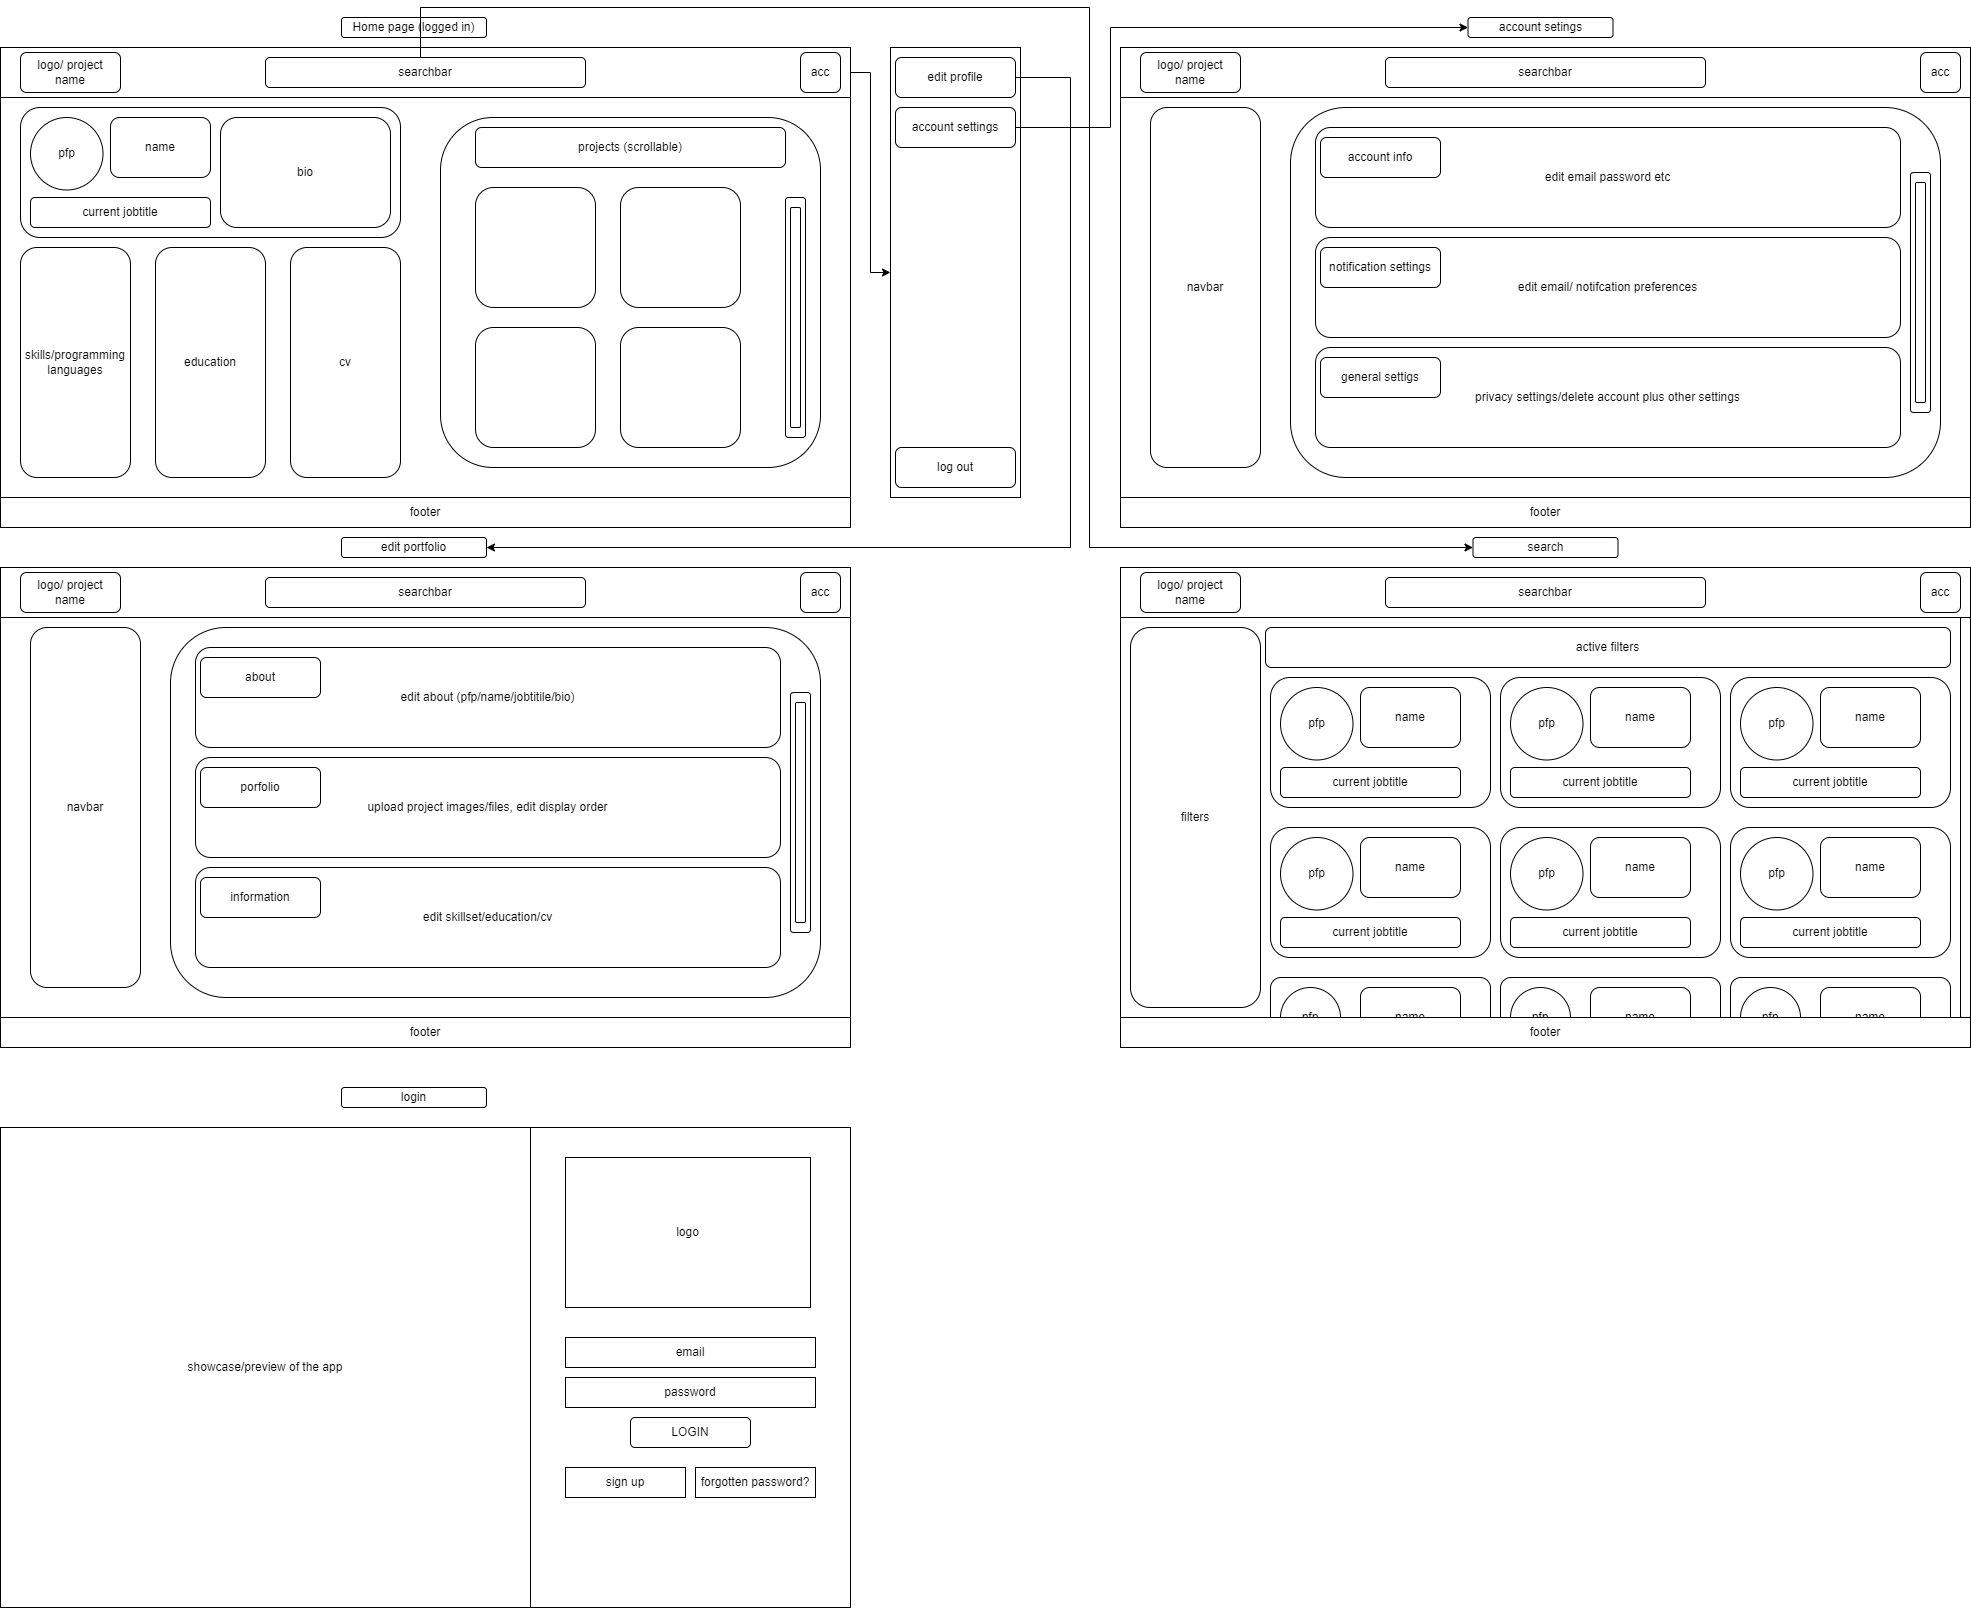 Home page (logged in)
logo/ project
name
searchbar
acc
pfp
name
bio
current jobtitle
skills/programming
languages
education
cv
projects (scrollable)
footer
edit profile
account settings
log out
account setings
logo/ project
name
searchbar
acc
navbar
account info
edit email password etc
notification settings
edit email/ notifcation preferences
general settigs
privacy settings/delete account plus other settings
footer
edit portfolio
logo/ project
name
searchbar
acc
navbar
about
edit about (pfp/name/jobtitile/bio)
porfolio
upload project images/files, edit display order
information
edit skillset/education/cv
footer
search
logo/ project
name
searchbar
acc
filters
active filters
pfp
name
current jobtitle
pfp
name
current jobtitle
pfp
name
current jobtitle
pfp
name
current jobtitle
pfp
name
current jobtitle
pfp
name
current jobtitle
pfp
name
pfp
name
pfp
name
footer
login
showcase/preview of the app
logo
email
password
LOGIN
sign up
forgotten password?